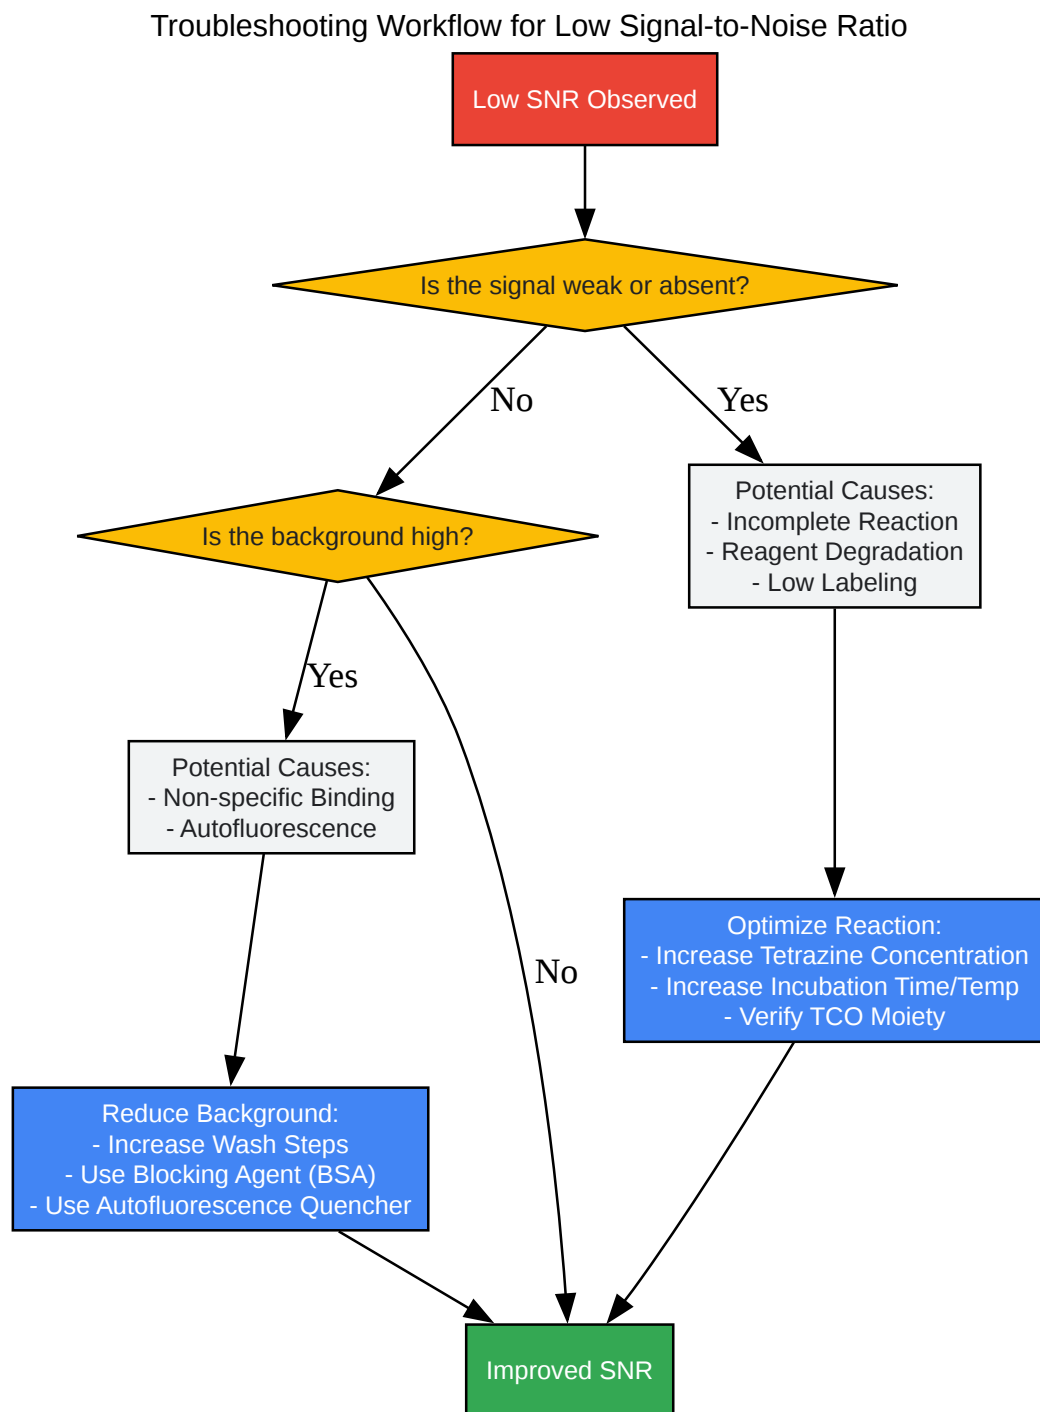 Troubleshooting Workflow for Low Signal-to-Noise Ratio
Low SNR Observed
Is the signal weak or absent?
No
Yes
Is the background high?
Potential Causes:
- Incomplete Reaction
- Reagent Degradation
- Low Labeling
Yes
Potential Causes:
- Non-specific Binding
- Autofluorescence
No
Optimize Reaction:
- Increase Tetrazine Concentration
- Increase Incubation Time/Temp
- Verify TCO Moiety
Reduce Background:
- Increase Wash Steps
- Use Blocking Agent (BSA)
- Use Autofluorescence Quencher
Improved SNR